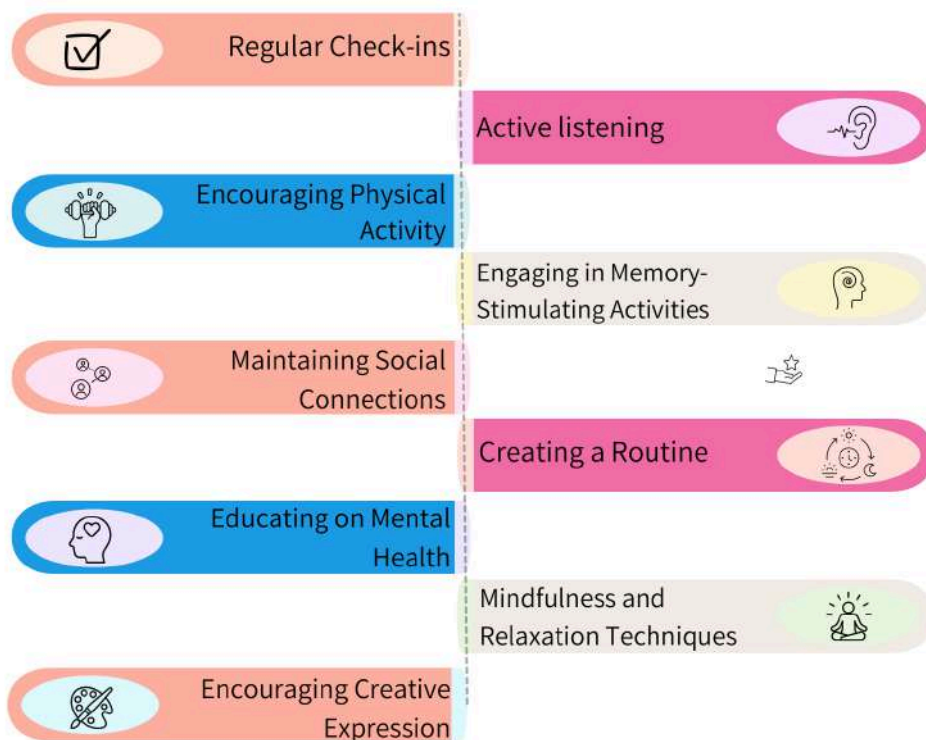 Regular Check-ins
Active listening
Encouraging Physical
Activity
Engaging in Memory-
Stimulating Activities
Maintaining Social
Connections
Creating a Routine
Educating on Mental
Health
Mindfulness and
Relaxation Techniques
Encouraging Creative
Expression